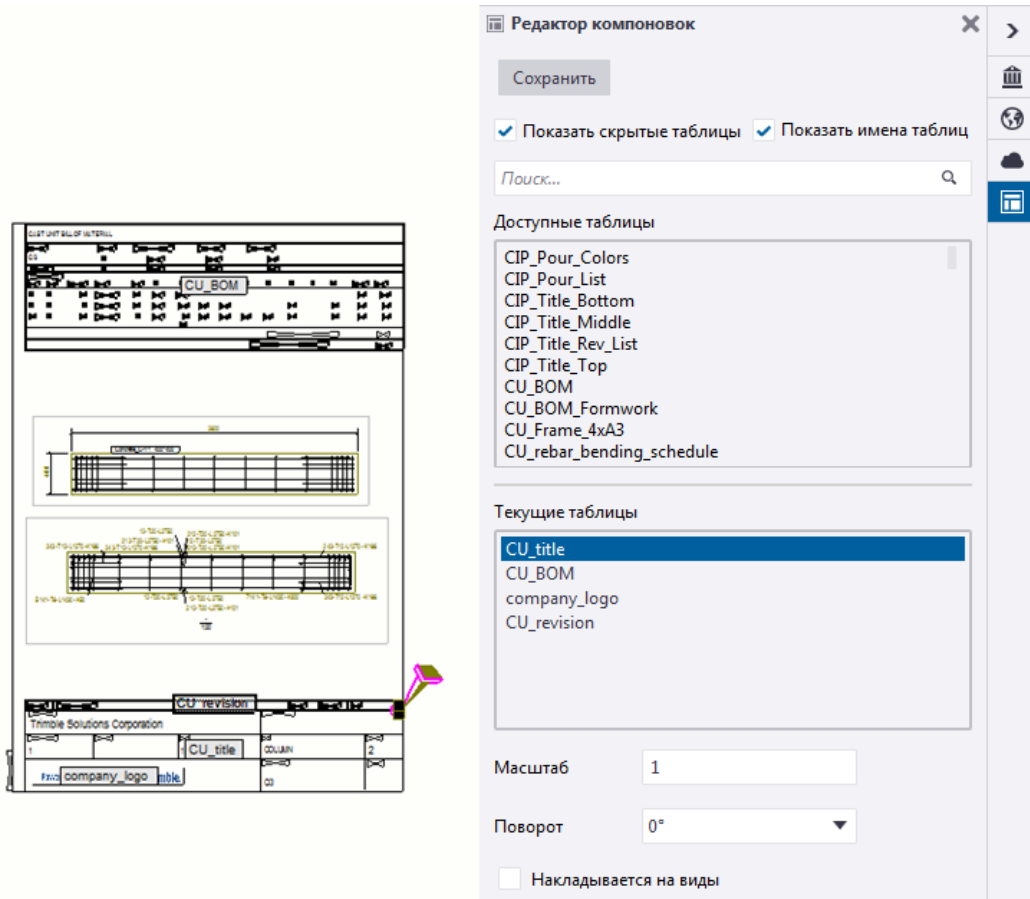 Редактор компоновок
Сохранить
Показать скрытые таблицы
Показать имена таблиц
Поиск...
Доступные таблицы
CIP_Pour_Colors
CIP_Pour_List
CIP_Title_Bottom
CIP_Title_Middle
CIP_Title_Rev_List
CIP_Title_Top
CU_BOM
CU_BOM_Formwork
CU_Frame_4xA3
CU_rebar_bending_schedule
Текущие таблицы
CU_title
CU_BOM
company_logo
CU_revision
Масштаб 1
Поворот 0°
Накладывается на виды
CAST UNIT BILL OF MATERIAL
CU_BOM
CU_revision
Trimble Solutions Corporation
1 CU_title COLUMN 2
company_logo